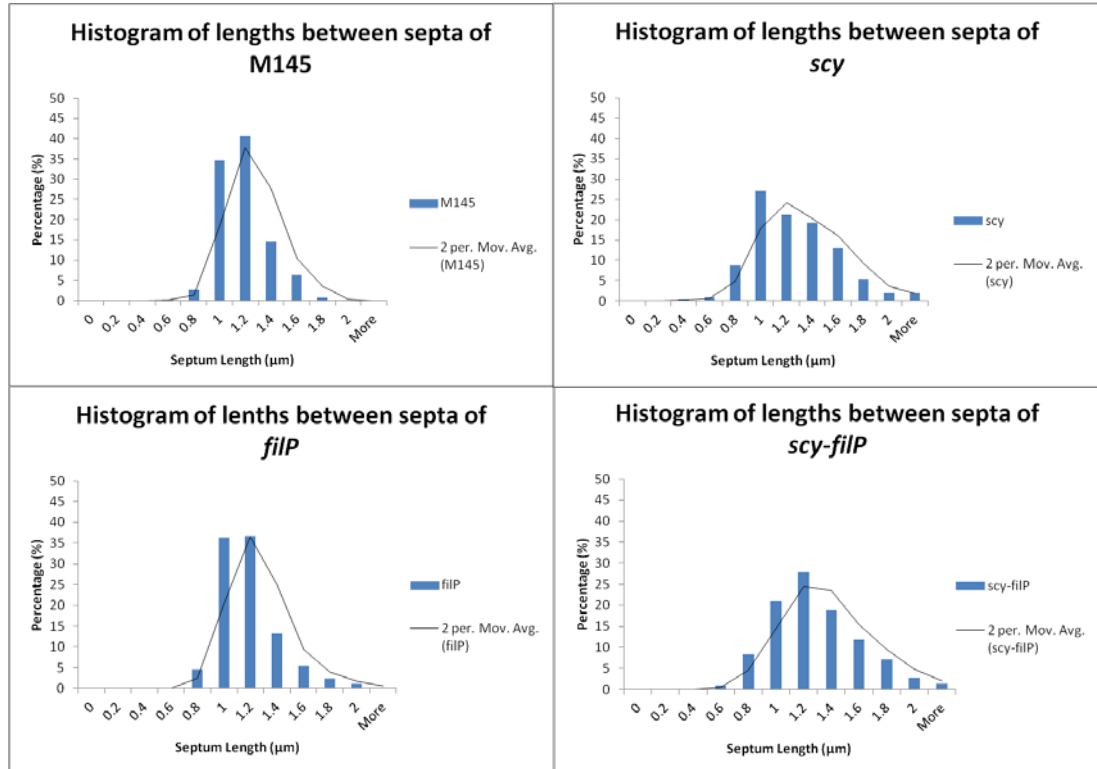 Histogram of lengths between septa of
M145
50
45
40
35
30
25
20
15
10
5
0
Percentage (%)
0 0.2 0.4 0.6 0.8 1 1.2 1.4 1.6 1.8 2 More
Septum Length (µm)
M145
2 per. Mov. Avg.
(M145)
Histogram of lengths between septa of
scy
50
45
40
35
30
25
20
15
10
5
0
Percentage (%)
0 0.2 0.4 0.6 0.8 1 1.2 1.4 1.6 1.8 2 More
Septum Length (µm)
scy
2 per. Mov. Avg.
(scy)
Histogram of lenths between septa of
filP
50
45
40
35
30
25
20
15
10
5
0
Percentage (%)
0 0.2 0.4 0.6 0.8 1 1.2 1.4 1.6 1.8 2 More
Septum Length (µm)
filP
2 per. Mov. Avg.
(filP)
Histogram of lengths between septa of
scy-filP
50
45
40
35
30
25
20
15
10
5
0
Percentage (%)
0 0.2 0.4 0.6 0.8 1 1.2 1.4 1.6 1.8 2 More
Septum Length (µm)
scy-filP
2 per. Mov. Avg.
(scy-filP)